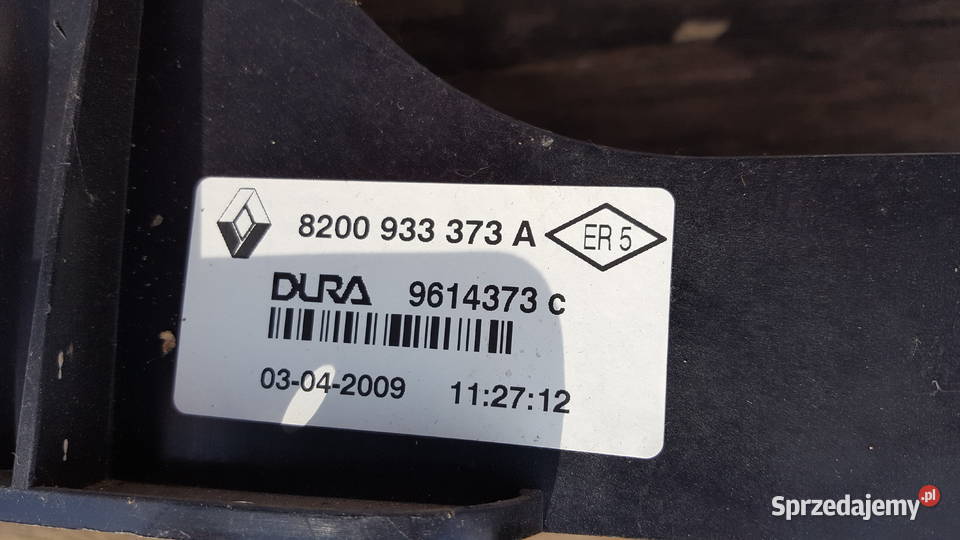 8200 933 373 A ER 5
DURA 9614373 C
03-04-2009 11:27:12
Sprzedajemy.pl